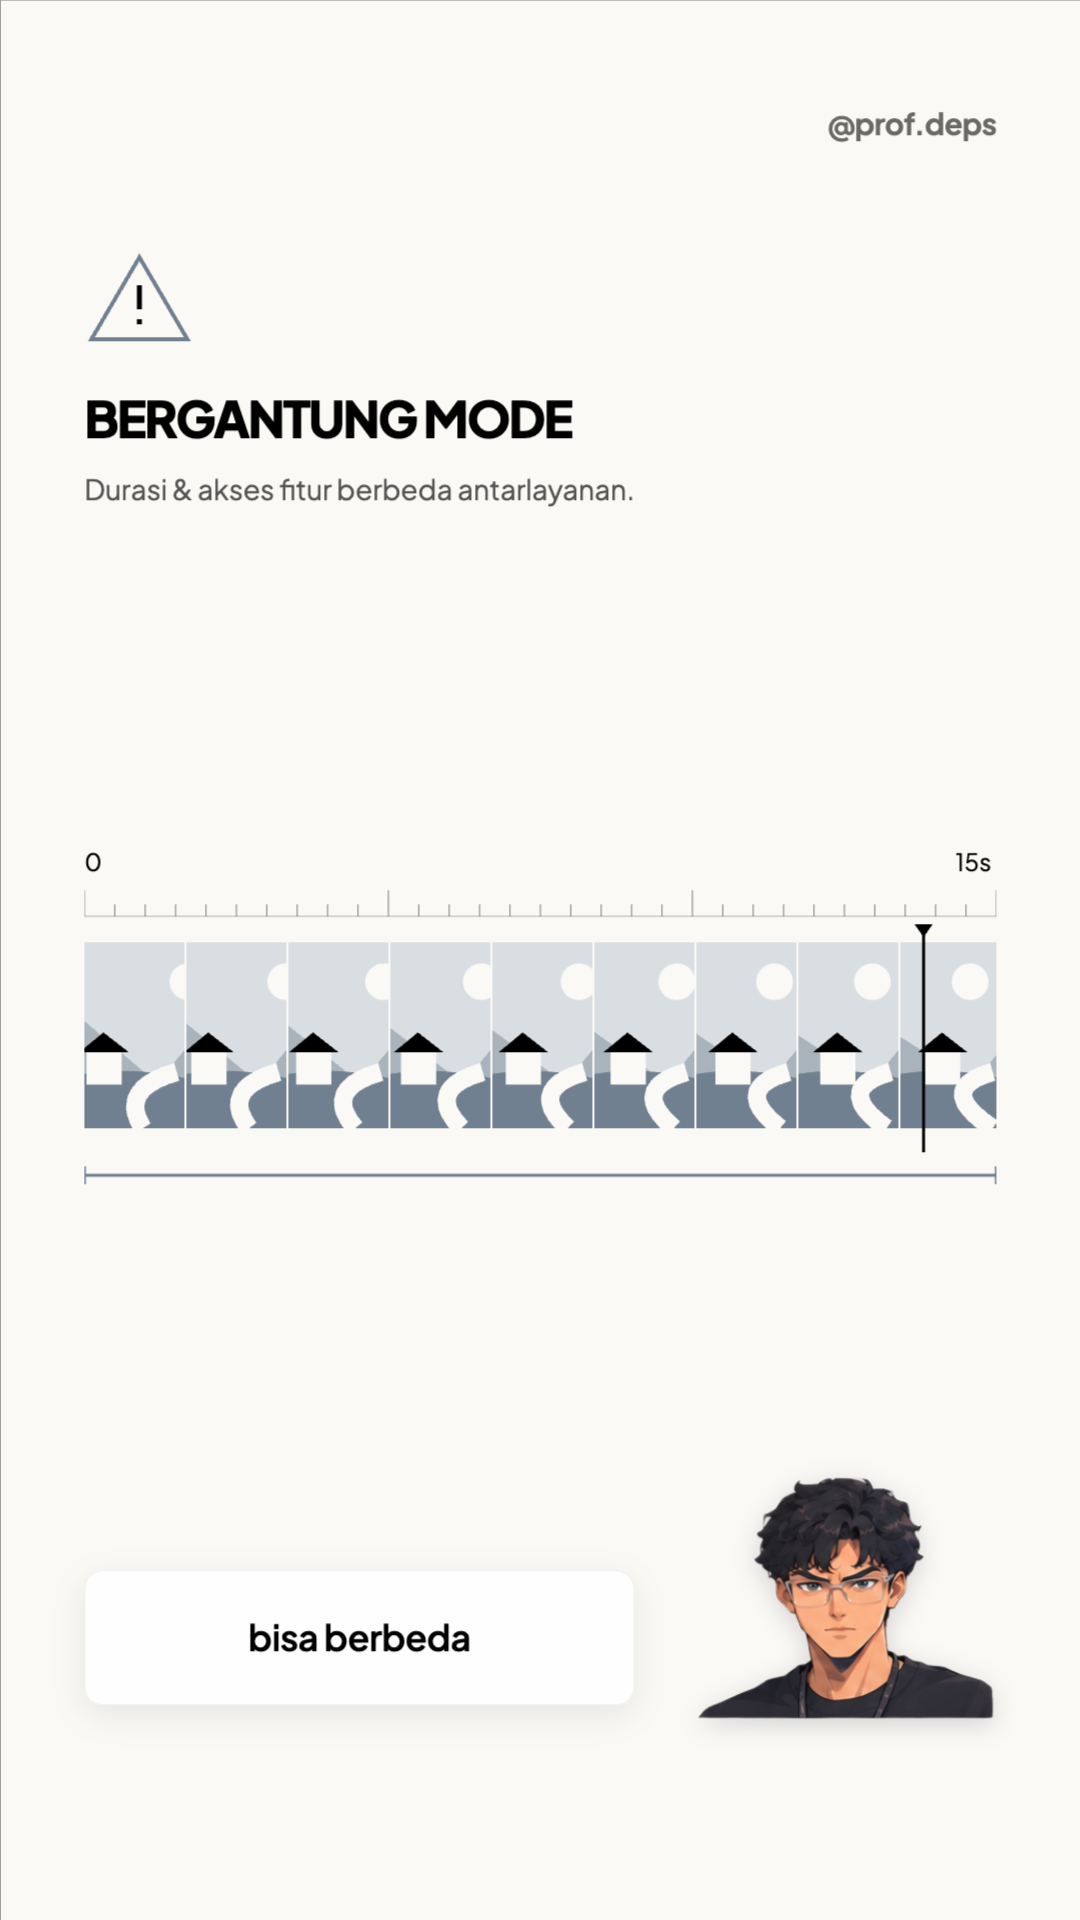 @prof.deps
!
BERGANTUNG MODE
Durasi & akses fitur berbeda antarlayanan.
0 15s
bisa berbeda